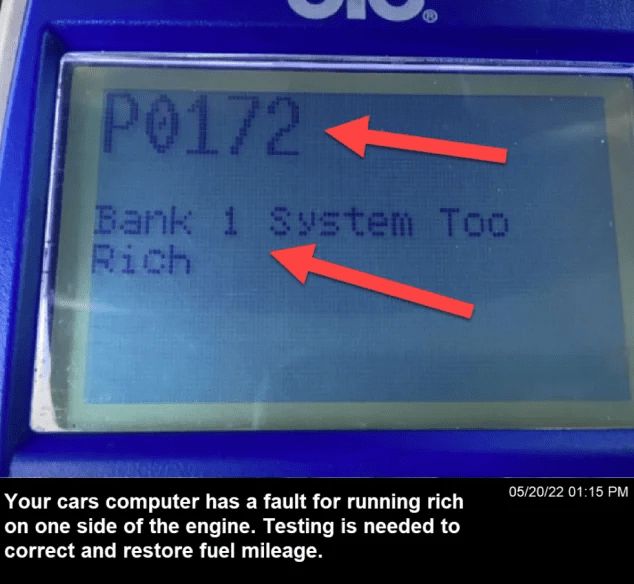 P0172
Bank 1 System Too
Rich
Your cars computer has a fault for running rich
on one side of the engine. Testing is needed to
correct and restore fuel mileage.
05/20/22 01:15 PM